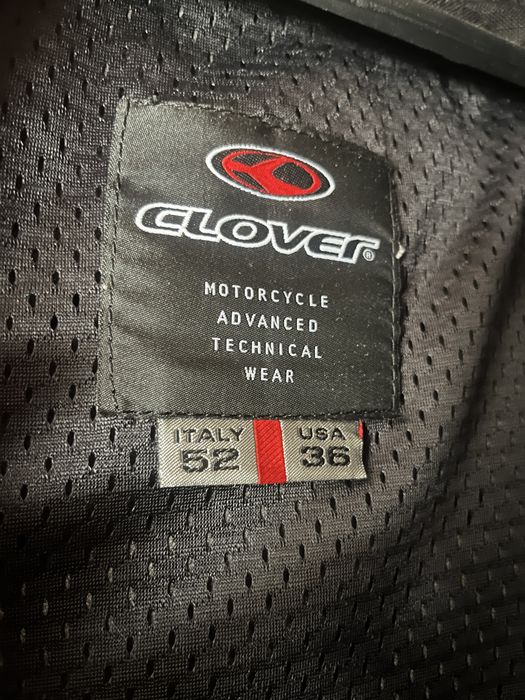 CLOVER®
MOTORCYCLE
ADVANCED
TECHNICAL
WEAR
ITALY USA
52 36